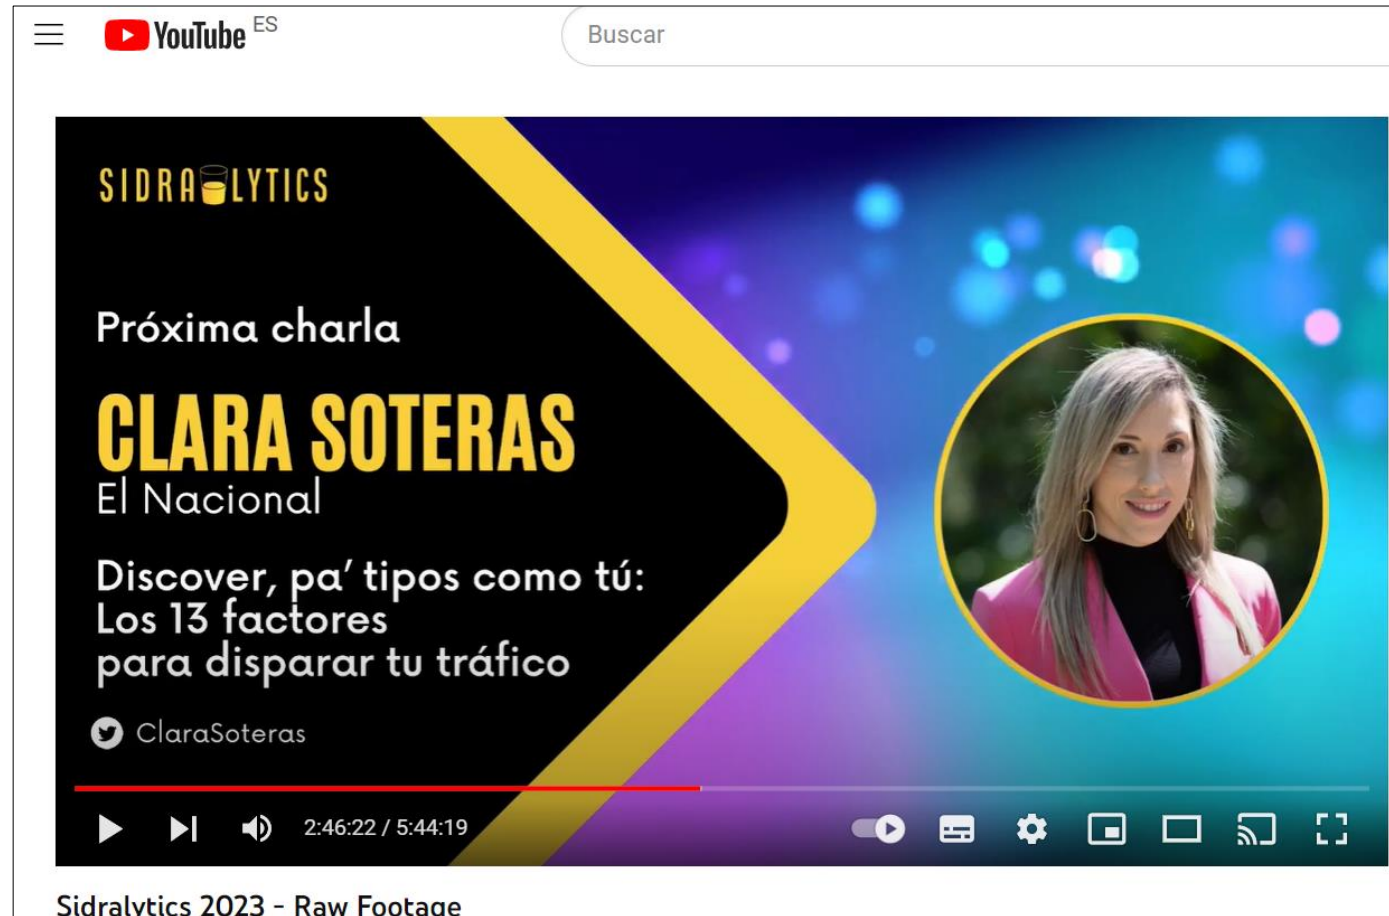 YouTube ES
Buscar
SIDRALYTICS
Próxima charla
CLARA SOTERAS
El Nacional
Discover, pa' tipos como tú:
Los 13 factores
para disparar tu tráfico
ClaraSoteras
2:46:22 / 5:44:19
Sidralytics 2023 - Raw Footage